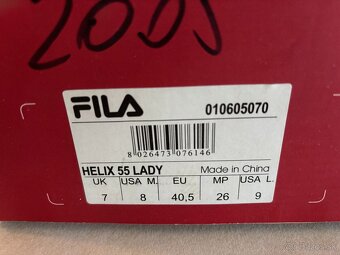 2005
FILA
010605070
8 026473 076146
HELIX 55 LADY Made in China
UK USA M. EU MP USA L.
7 8 40,5 26 9